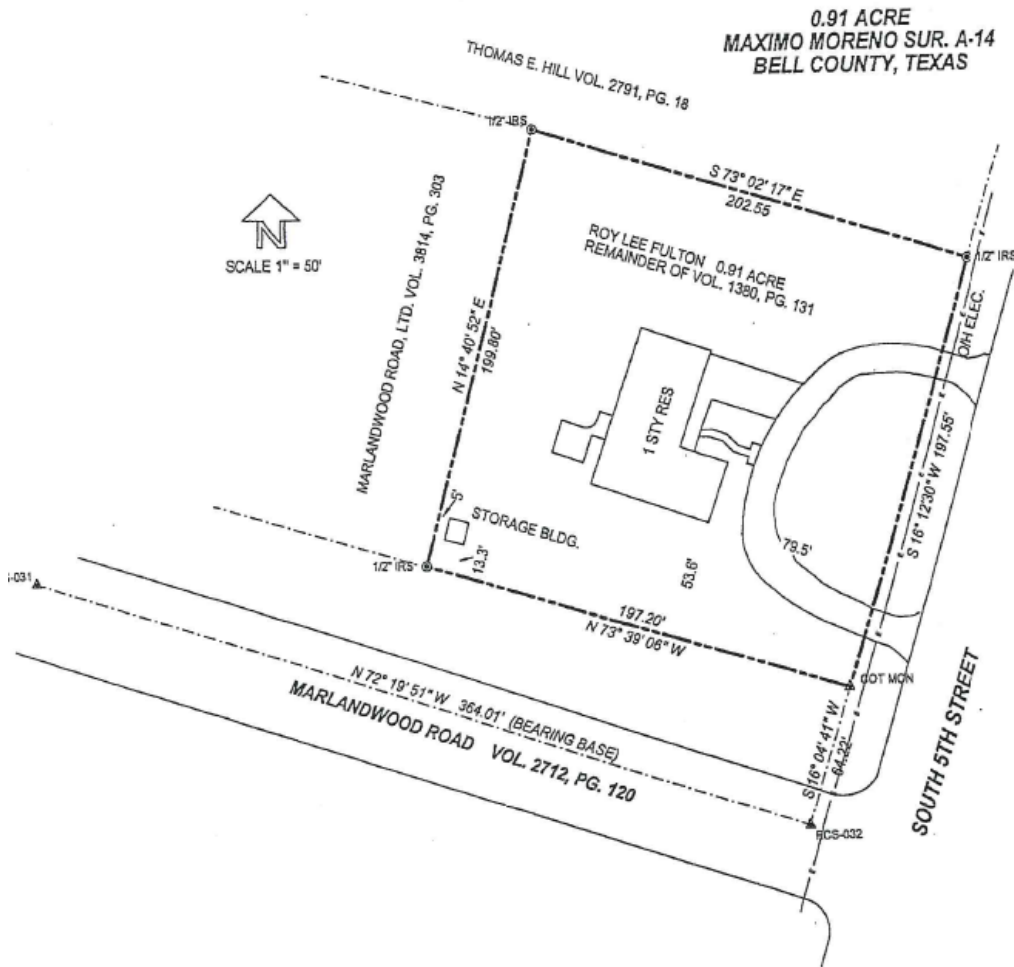 0.91 ACRE
MAXIMO MORENO SUR. A-14
BELL COUNTY, TEXAS
THOMAS E. HILL VOL. 2791, PG. 18
1/2" IRS
S 73° 02' 17" E
202.55
N
SCALE 1" = 50'
MARLANDWOOD ROAD, LTD. VOL. 3814, PG. 303
N 14° 40' 52" E
199.80'
ROY LEE FULTON 0.91 ACRE
REMAINDER OF VOL. 1380, PG. 131
1/2" IRS
O/H ELEC.
1 STY RES
S 16° 12'30" W 197.55'
5'
STORAGE BLDG.
13.3'
53.6'
79.5'
1/2" IRS
-031
197.20'
N 73° 39' 06" W
COT MON
N 72° 19' 51" W 364.01' (BEARING BASE)
MARLANDWOOD ROAD VOL. 2712, PG. 120
S 16° 04' 41" W
64.22'
SOUTH 5TH STREET
-032